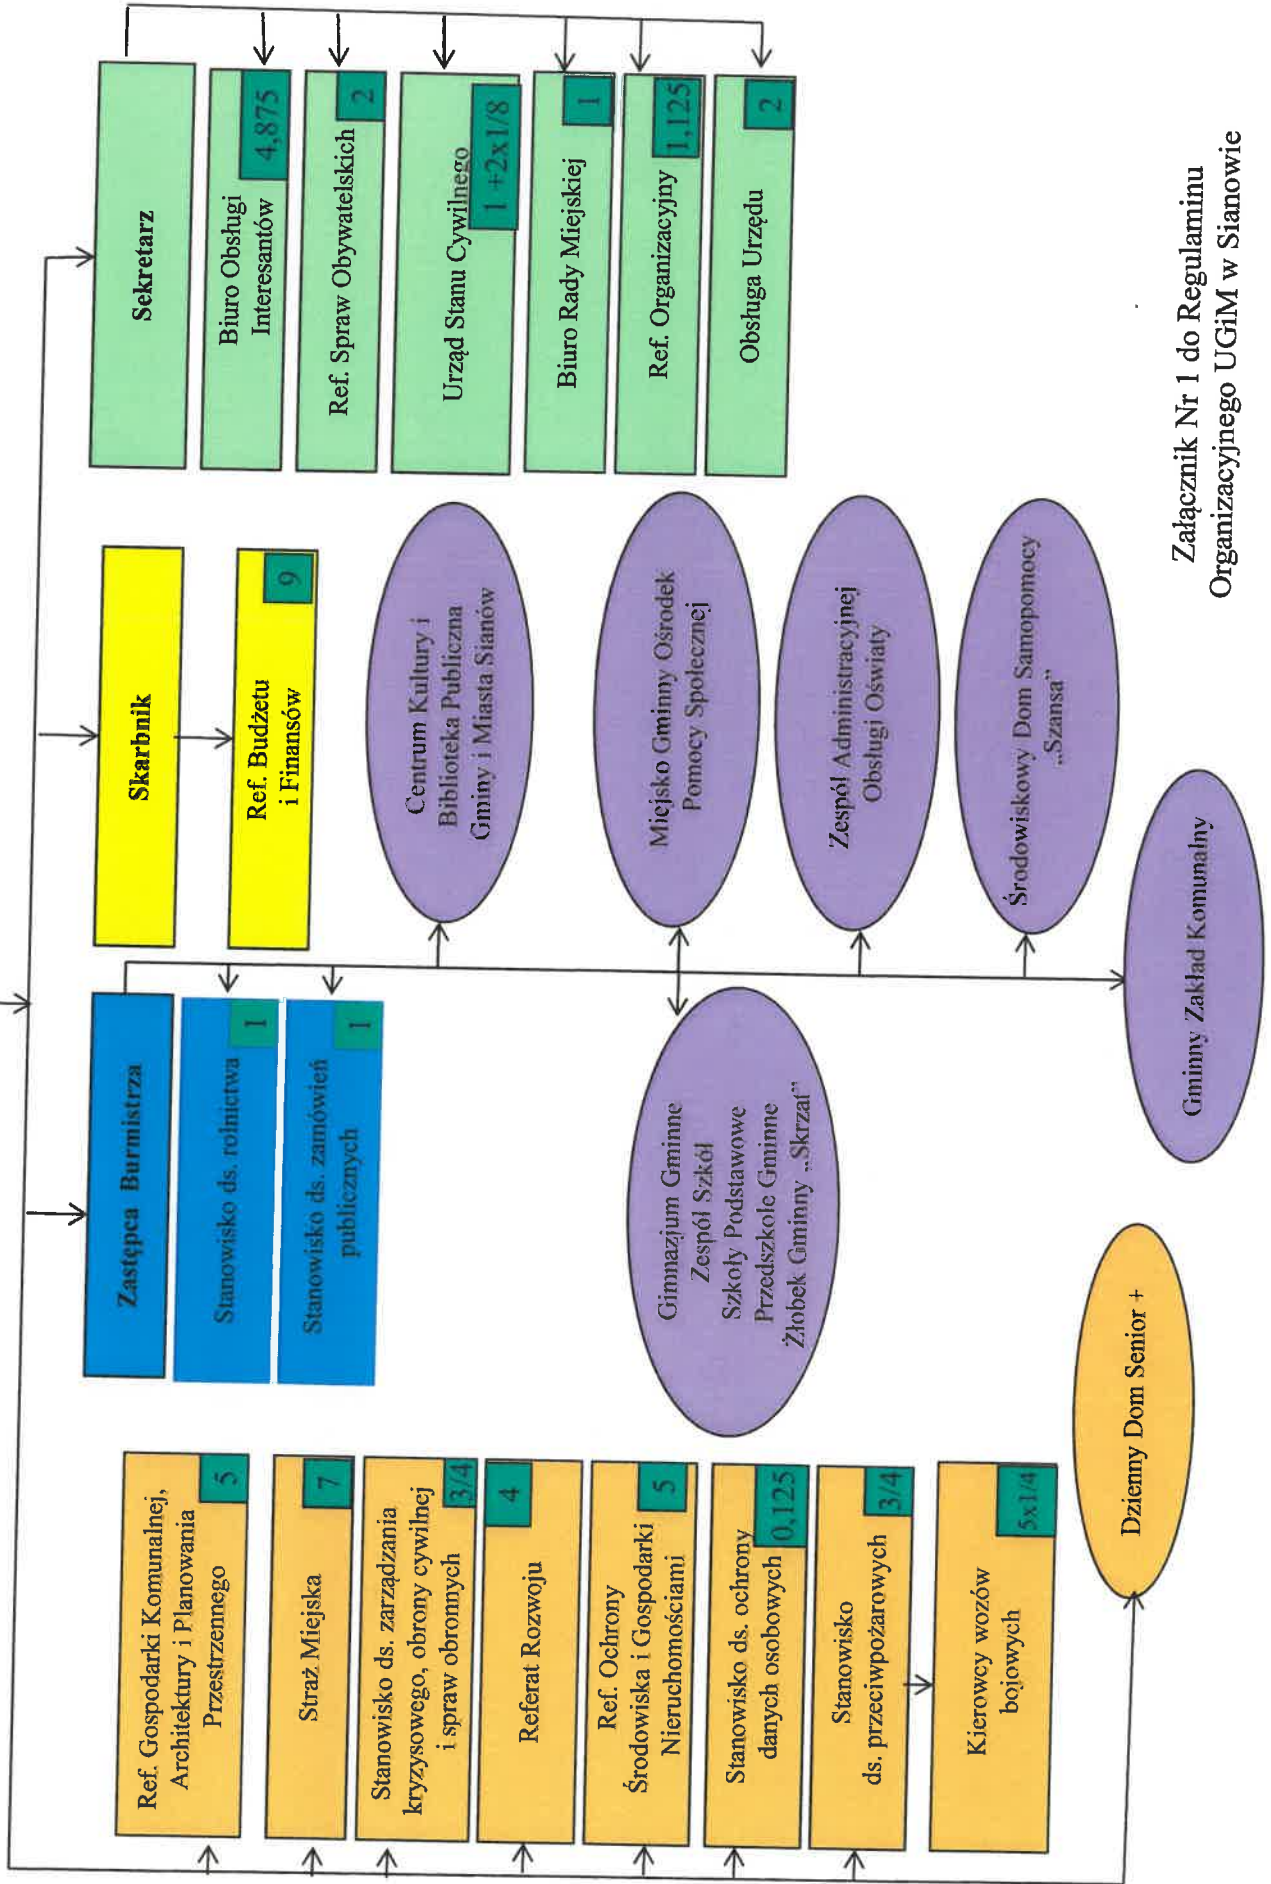 Zastępca Burmistrza
Skarbnik
Sekretarz
Ref. Gospodarki Komunalnej,
Architektury i Planowania
Przestrzennego
5
Straż Miejska
7
Stanowisko ds. zarządzania
kryzysowego, obrony cywilnej
i spraw obronnych
3/4
Referat Rozwoju
4
Ref. Ochrony
Środowiska i Gospodarki
Nieruchomościami
5
Stanowisko ds. ochrony
danych osobowych
0,125
Stanowisko
ds. przeciwpożarowych
3/4
Kierowcy wozów
bojowych
5x1/4
Dzienny Dom Senior +
Stanowisko ds. rolnictwa
1
Stanowisko ds. zamówień
publicznych
1
Gimnazjum Gminne
Zespół Szkół
Szkoły Podstawowe
Przedszkole Gminne
Żłobek Gminny „Skrzat”
Ref. Budżetu
i Finansów
9
Centrum Kultury i
Biblioteka Publiczna
Gminy i Miasta Sianów
Miejsko Gminny Ośrodek
Pomocy Społecznej
Zespół Administracyjnej
Obsługi Oświaty
Środowiskowy Dom Samopomocy
„Szansa”
Gminny Zakład Komunalny
Biuro Obsługi
Interesantów
4,875
Ref. Spraw Obywatelskich
2
Urząd Stanu Cywilnego
1 +2x1/8
Biuro Rady Miejskiej
1
Ref. Organizacyjny
1,125
Obsługa Urzędu
2
Załącznik Nr 1 do Regulaminu
Organizacyjnego UGiM w Sianowie